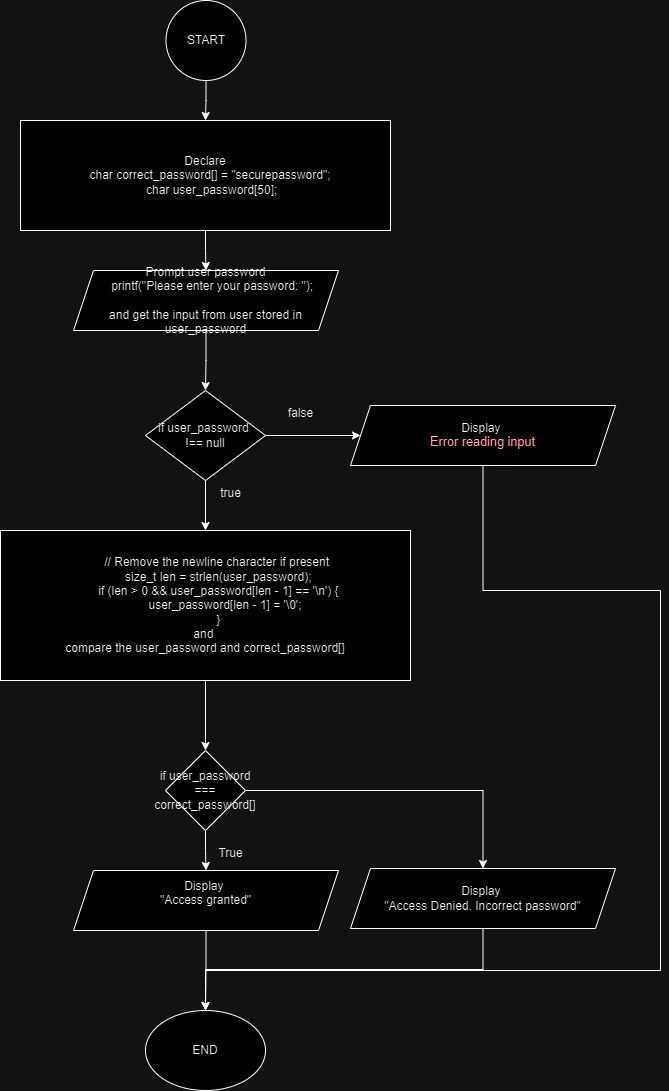 START
Declare
char correct_password[] = "securepassword";
char user_password[50];
Prompt user password
printf("Please enter your password: ");
and get the input from user stored in
user_password
if user_password
!== null
false
Display
Error reading input
true
// Remove the newline character if present
size_t len = strlen(user_password);
if (len > 0 && user_password[len - 1] == '\n') {
user_password[len - 1] = '\0';
}
and
compare the user_password and correct_password[]
if user_password
===
correct_password[]
True
Display
"Access granted"
Display
"Access Denied. Incorrect password"
END